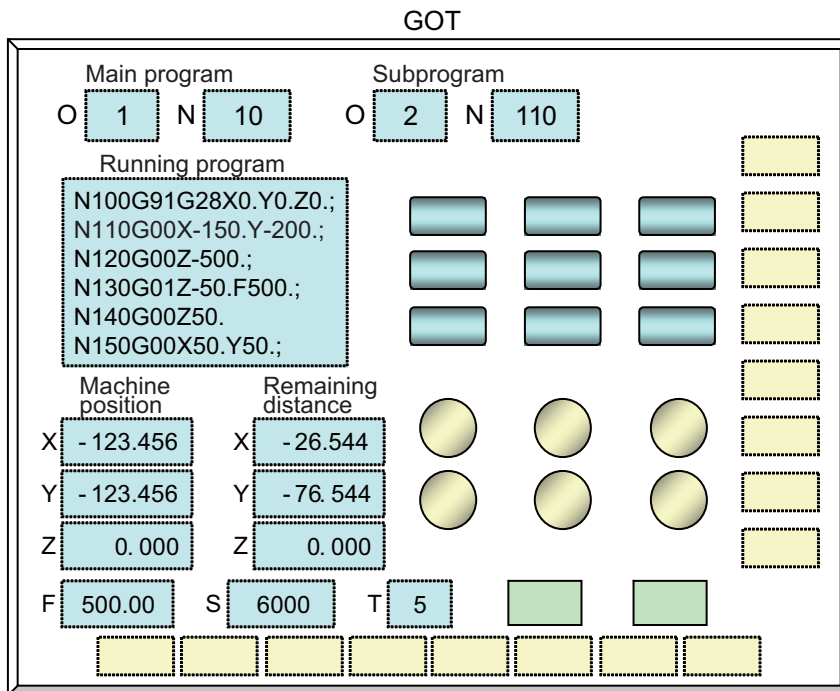 GOT
Main program Subprogram
O 1 N 10 O 2 N 110
Running program
N100G91G28X0.Y0.Z0.;
N110G00X-150.Y-200.;
N120G00Z-500.;
N130G01Z-50.F500.;
N140G00Z50.
N150G00X50.Y50.;
Machine position
Remaining distance
X -123.456 X -26.544
Y -123.456 Y -76.544
Z 0.000 Z 0.000
F 500.00 S 6000 T 5